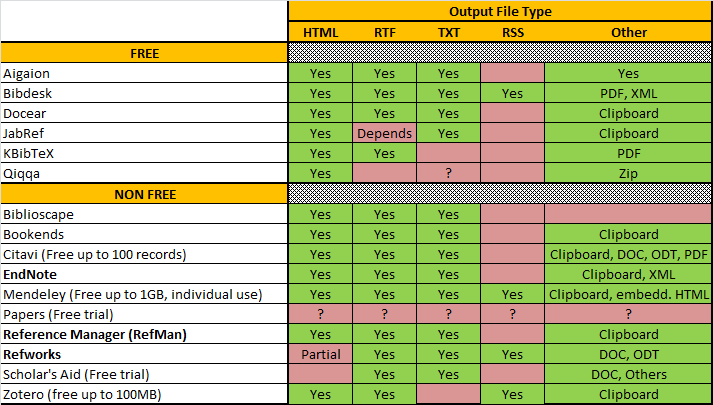 Output File Type
HTML RTF TXT RSS Other
FREE
Aigaion Yes Yes Yes Yes
Bibdesk Yes Yes Yes Yes PDF, XML
Docear Yes Yes Yes Clipboard
JabRef Yes Depends Yes Clipboard
KBibTeX Yes Yes PDF
Qiqqa Yes ? Zip
NON FREE
Biblioscape Yes Yes Yes
Bookends Yes Yes Yes Clipboard
Citavi (Free up to 100 records) Yes Yes Yes Clipboard, DOC, ODT, PDF
EndNote Yes Yes Yes Clipboard, XML
Mendeley (Free up to 1GB, individual use) Yes Yes Yes Yes Clipboard, embedd. HTML
Papers (Free trial) ? ? ? ? ?
Reference Manager (RefMan) Yes Yes Yes Clipboard
Refworks Partial Yes Yes Yes DOC, ODT
Scholar's Aid (Free trial) Yes Yes DOC, Others
Zotero (free up to 100MB) Yes Yes Yes Clipboard